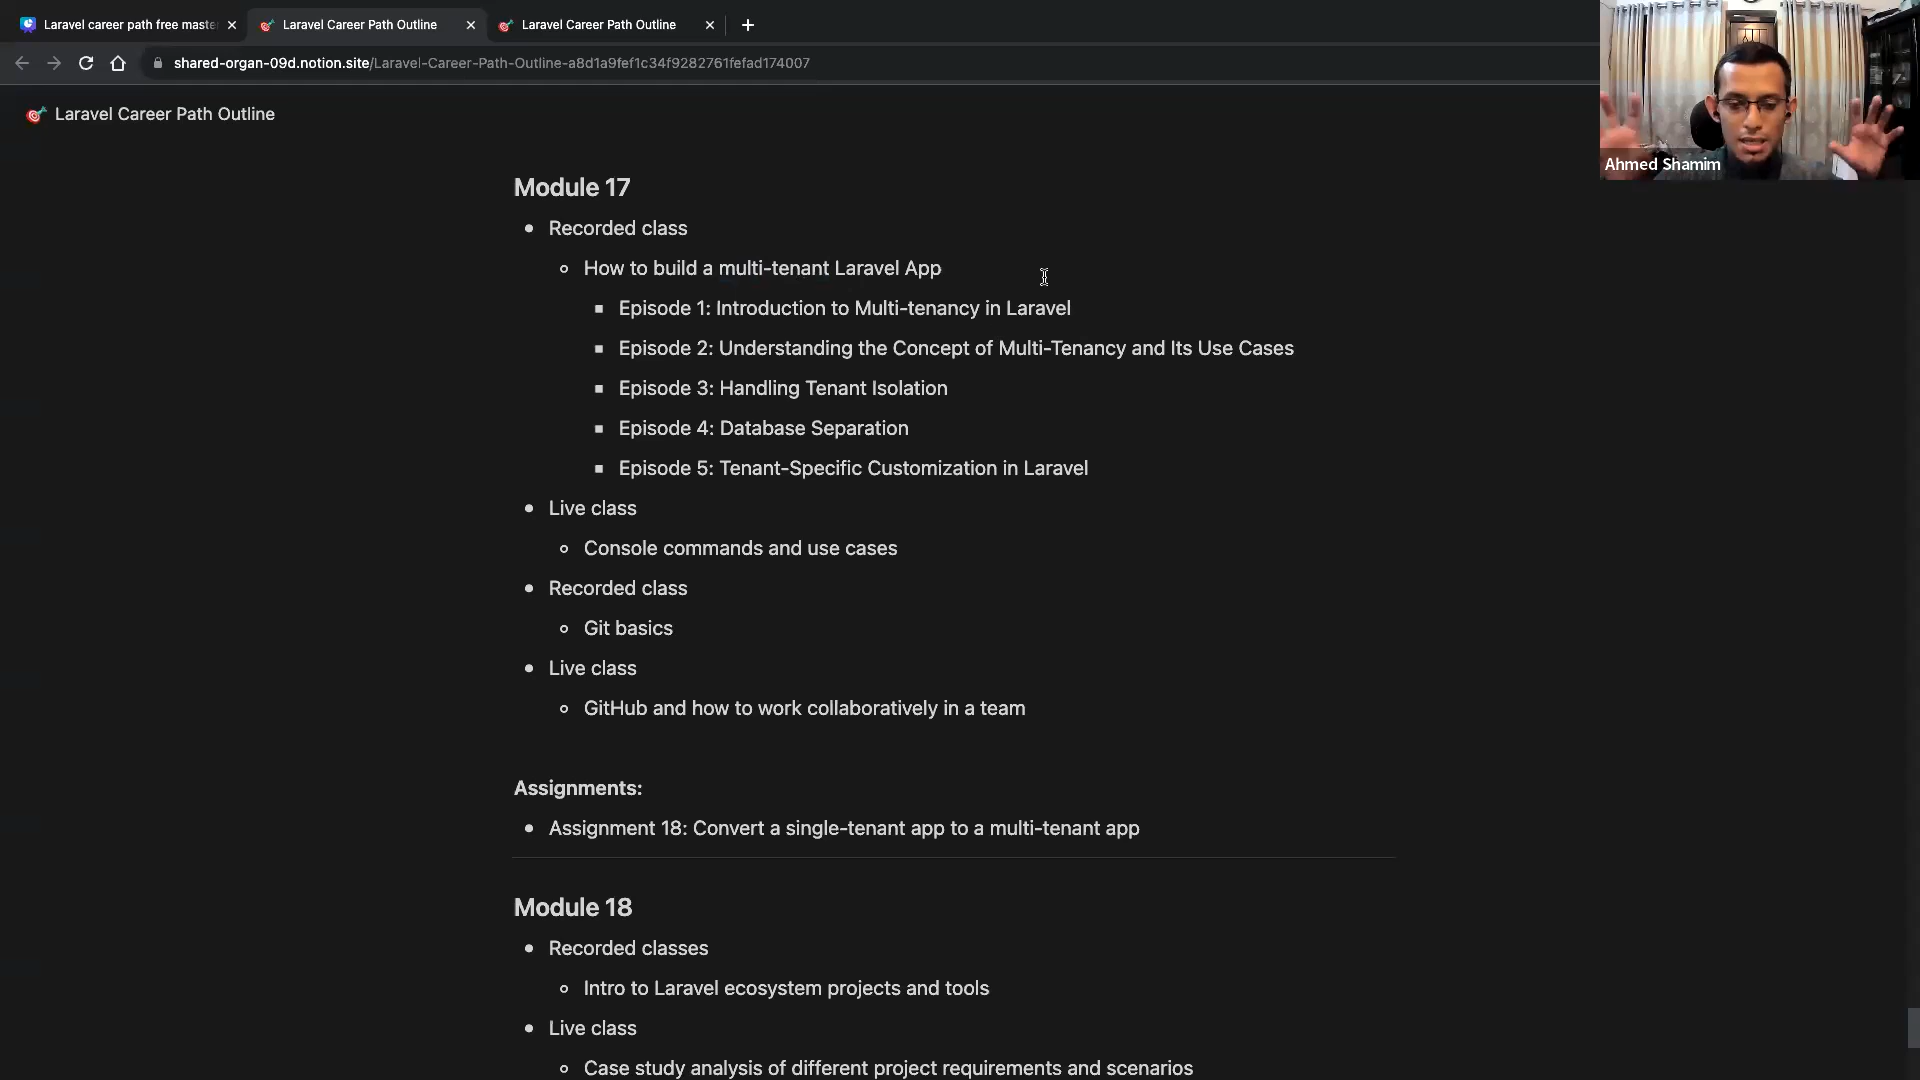 Laravel career path free maste
Laravel Career Path Outline
Laravel Career Path Outline
shared-organ-09d.notion.site/Laravel-Career-Path-Outline-a8d1a9fef1c34f9282761fefad174007
Laravel Career Path Outline
Ahmed Shamim
Module 17
Recorded class
How to build a multi-tenant Laravel App
Episode 1: Introduction to Multi-tenancy in Laravel
Episode 2: Understanding the Concept of Multi-Tenancy and Its Use Cases
Episode 3: Handling Tenant Isolation
Episode 4: Database Separation
Episode 5: Tenant-Specific Customization in Laravel
Live class
Console commands and use cases
Recorded class
Git basics
Live class
GitHub and how to work collaboratively in a team
Assignments:
Assignment 18: Convert a single-tenant app to a multi-tenant app
Module 18
Recorded classes
Intro to Laravel ecosystem projects and tools
Live class
Case study analysis of different project requirements and scenarios